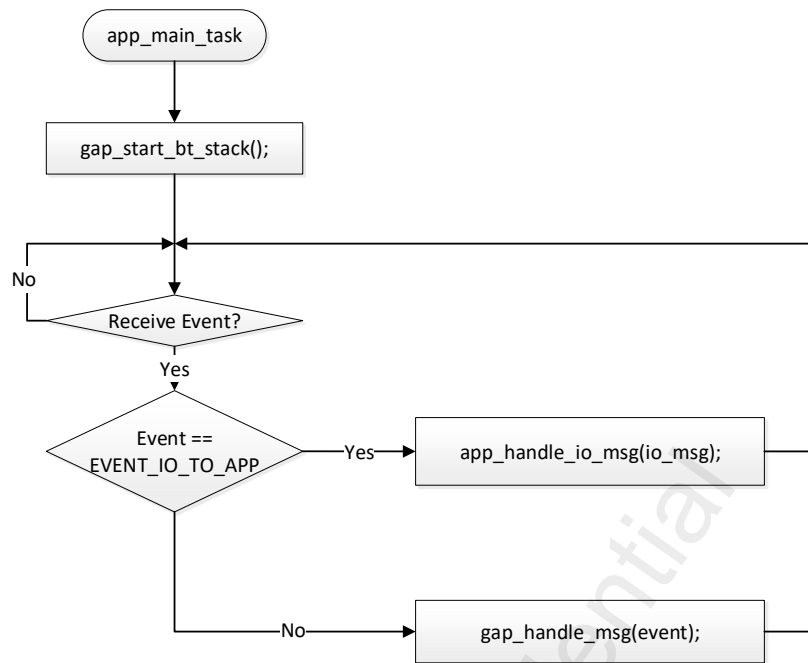 app_main_task
gap_start_bt_stack();
No
Receive Event?
Yes
Event ==
EVENT_IO_TO_APP
Yes
app_handle_io_msg(io_msg);
No
gap_handle_msg(event);